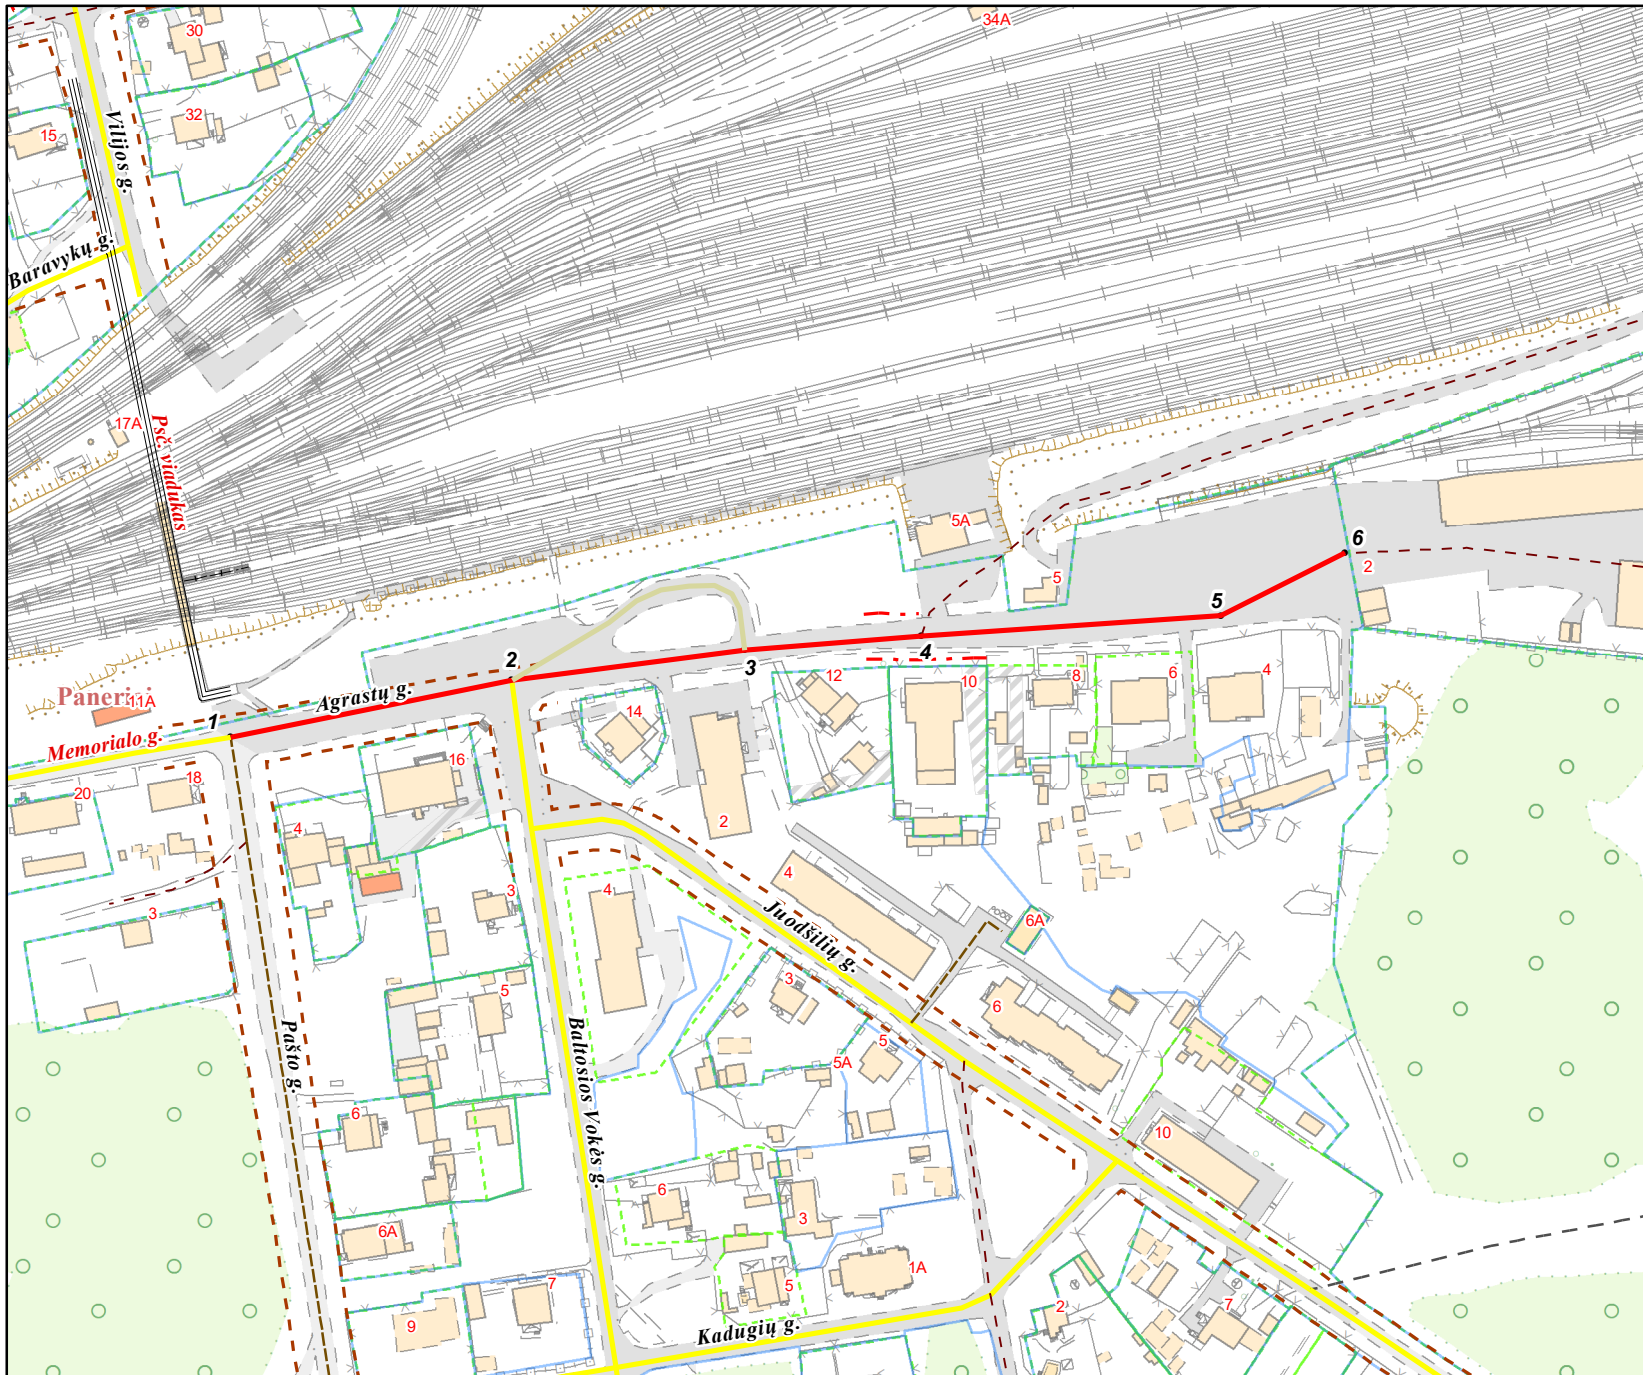 30
34A
32
15
Vilijos g.
Baravykų g.
17A
Psč. viadukas
5A
5
6
2
5
4
3
2
1
Paneriai
11A
Agrastų g.
Memorialo g.
12
10
8
6
4
14
16
18
20
4
2
4
3
4
3
Juodšilių g.
6A
5
3
6
5
5A
Pašto g.
Baltosios Vokės g.
6
10
6
3
6A
1A
5
7
9
2
7
Kadugių g.